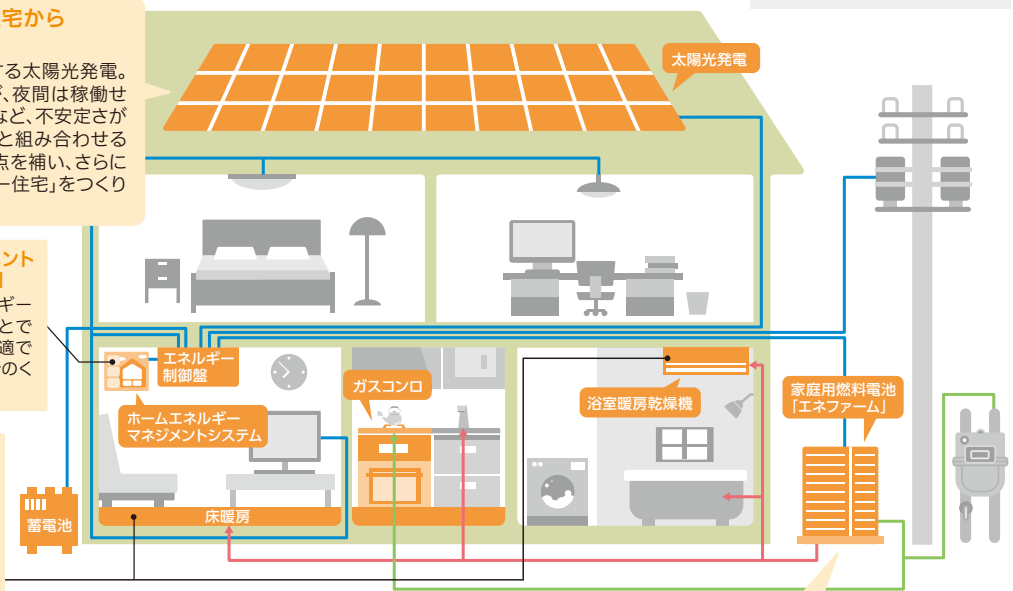 宅から
する太陽光発電。
、夜間は稼働せ
など、不安定さが
と組み合わせる
点を補い、さらに
ー住宅」をつくり
太陽光発電
ント
ギー
とで
適で
のく
エネルギー
制御盤
ホームエネルギー
マネジメントシステム
ガスコンロ
浴室暖房乾燥機
家庭用燃料電池
「エネファーム」
蓄電池
床暖房